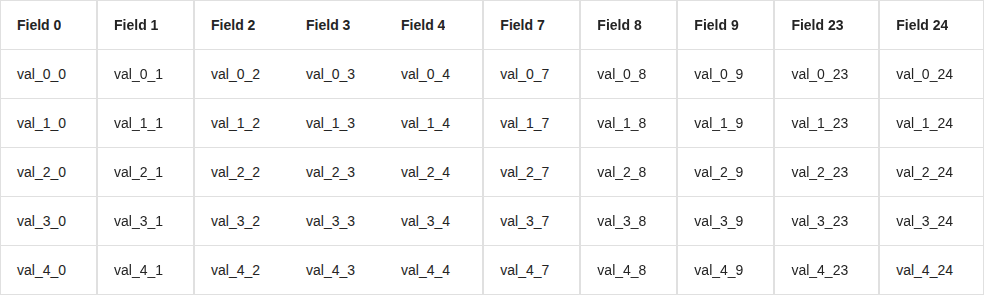 Field 0 Field 1 Field 2 Field 3 Field 4 Field 7 Field 8 Field 9 Field 23 Field 24
val_0_0 val_0_1 val_0_2 val_0_3 val_0_4 val_0_7 val_0_8 val_0_9 val_0_23 val_0_24
val_1_0 val_1_1 val_1_2 val_1_3 val_1_4 val_1_7 val_1_8 val_1_9 val_1_23 val_1_24
val_2_0 val_2_1 val_2_2 val_2_3 val_2_4 val_2_7 val_2_8 val_2_9 val_2_23 val_2_24
val_3_0 val_3_1 val_3_2 val_3_3 val_3_4 val_3_7 val_3_8 val_3_9 val_3_23 val_3_24
val_4_0 val_4_1 val_4_2 val_4_3 val_4_4 val_4_7 val_4_8 val_4_9 val_4_23 val_4_24